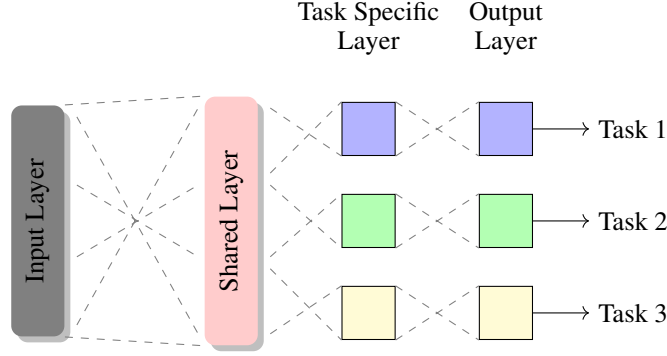 Task Specific
Layer
Output
Layer
Input Layer
Shared Layer
Task 1
Task 2
Task 3